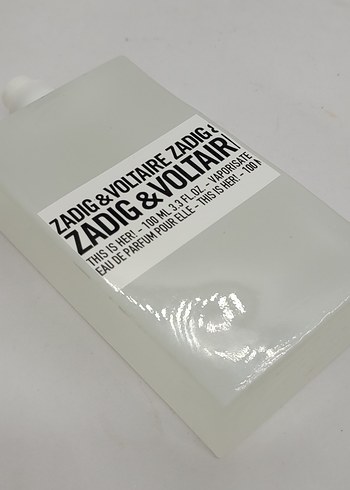 ZADIG & VOLTAIRE ZADIG &
ZADIG & VOLTAIR
THIS IS HER! – 100 ML 3.3 FL.OZ – VAPORISATE
EAU DE PARFUM POUR ELLE – THIS IS HER! – 100